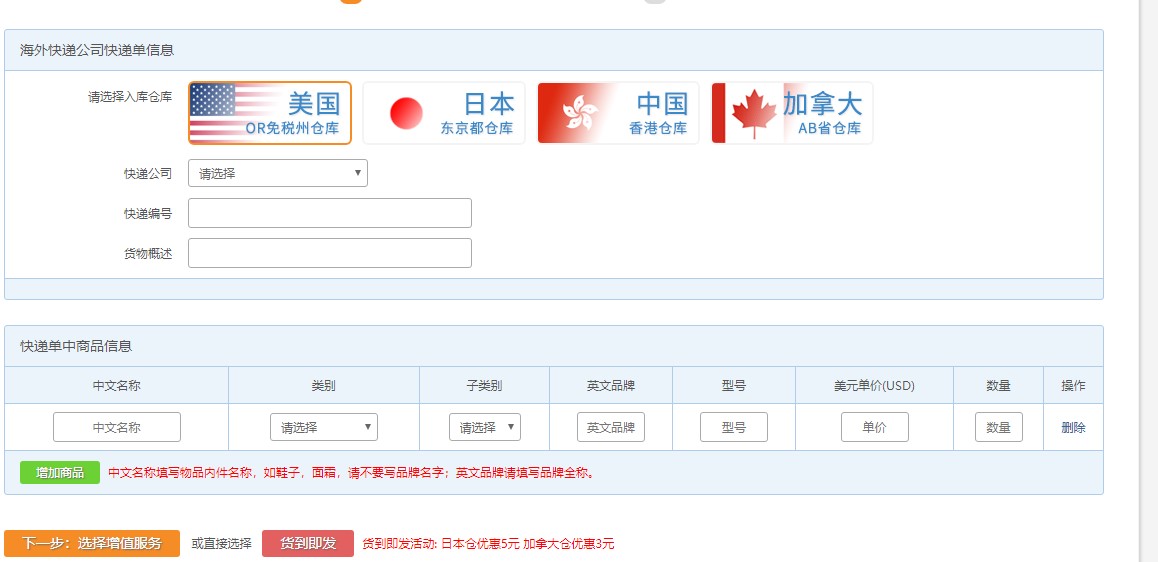 海外快递公司快递单信息
请选择入库仓库
美国
OR免税州仓库
日本
东京都仓库
中国
香港仓库
加拿大
AB省仓库
快递公司 请选择
快递编号
货物概述
快递单中商品信息
中文名称 类别 子类别 英文品牌 型号 美元单价(USD) 数量 操作
中文名称 请选择 请选择 英文品牌 型号 单价 数量 删除
增加商品 中文名称填写物品内件名称，如鞋子，面霜，请不要写品牌名字；英文品牌请填写品牌全称。
下一步：选择增值服务 或直接选择 货到即发 货到即发活动: 日本仓优惠5元 加拿大仓优惠3元